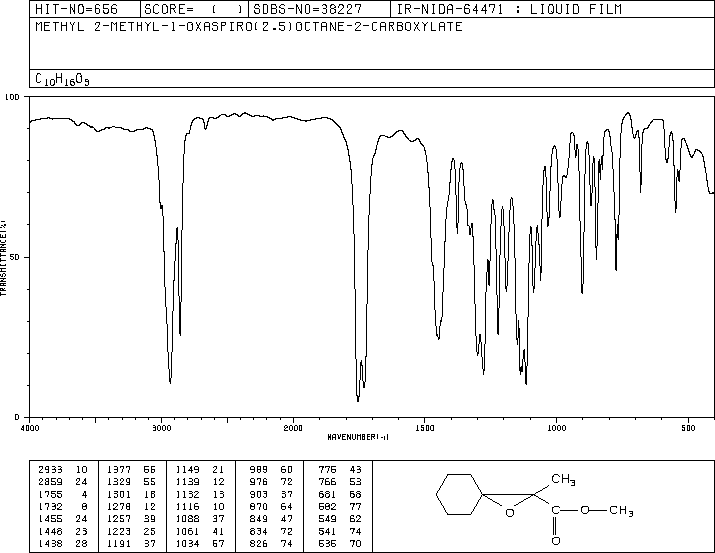 HIT-NO=656 SCORE= ( ) SDBS-NO=38227 IR-NIDA-64471 : LIQUID FILM
METHYL 2-METHYL-1-OXASPIRO(2.5)OCTANE-2-CARBOXYLATE
C10H16O3
100
50
0
TRANSMITTANCE(%)
4000 3000 2000 1500 1000 500
WAVENUMBER(-1)
2933 10 1377 56 1149 21 989 60 775 43
2859 24 1329 55 1139 12 976 72 766 53
1755 4 1301 18 1132 13 903 37 681 68
1732 8 1278 12 1116 10 870 64 582 77
1455 24 1257 39 1088 37 849 47 549 62
1448 23 1223 25 1061 41 834 72 541 74
1438 28 1191 37 1034 57 826 74 535 70
CH3
O
O
CH3
O